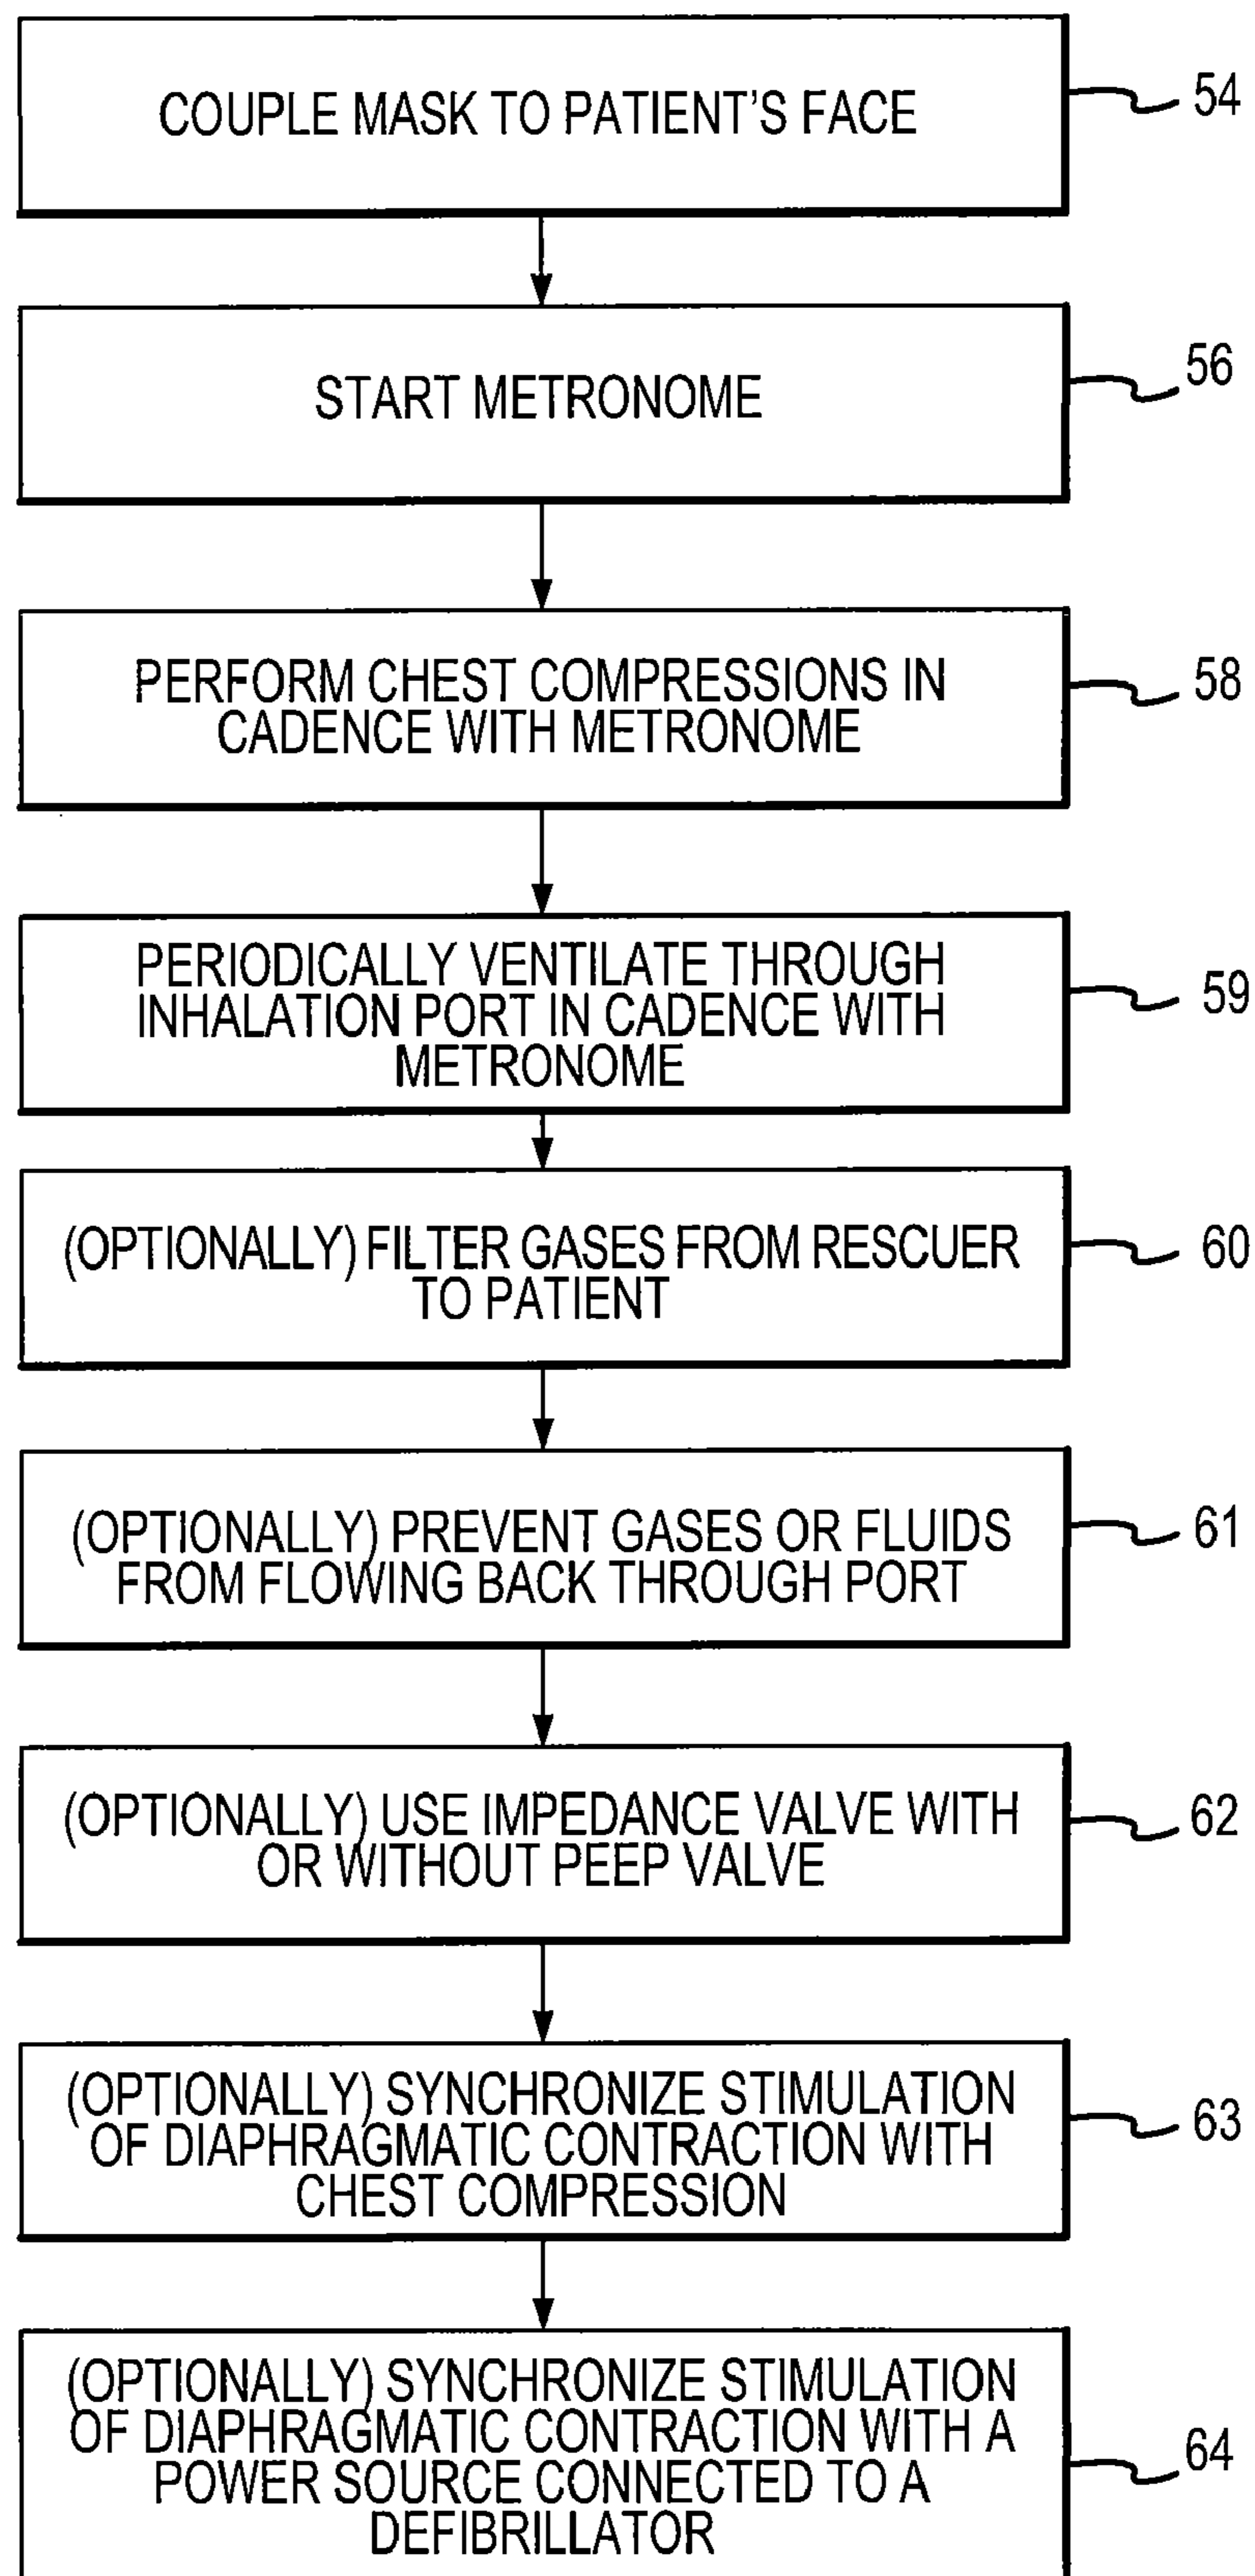 COUPLE MASK TO PATIENT'S FACE
54
START METRONOME
56
PERFORM CHEST COMPRESSIONS IN
CADENCE WITH METRONOME
58
PERIODICALLY VENTILATE THROUGH
INHALATION PORT IN CADENCE WITH
METRONOME
59
(OPTIONALLY) FILTER GASES FROM RESCUER
TO PATIENT
60
(OPTIONALLY) PREVENT GASES OR FLUIDS
FROM FLOWING BACK THROUGH PORT
61
(OPTIONALLY) USE IMPEDANCE VALVE WITH
OR WITHOUT PEEP VALVE
62
(OPTIONALLY) SYNCHRONIZE STIMULATION
OF DIAPHRAGMATIC CONTRACTION WITH
CHEST COMPRESSION
63
(OPTIONALLY) SYNCHRONIZE STIMULATION
OF DIAPHRAGMATIC CONTRACTION WITH A
POWER SOURCE CONNECTED TO A
DEFIBRILLATOR
64